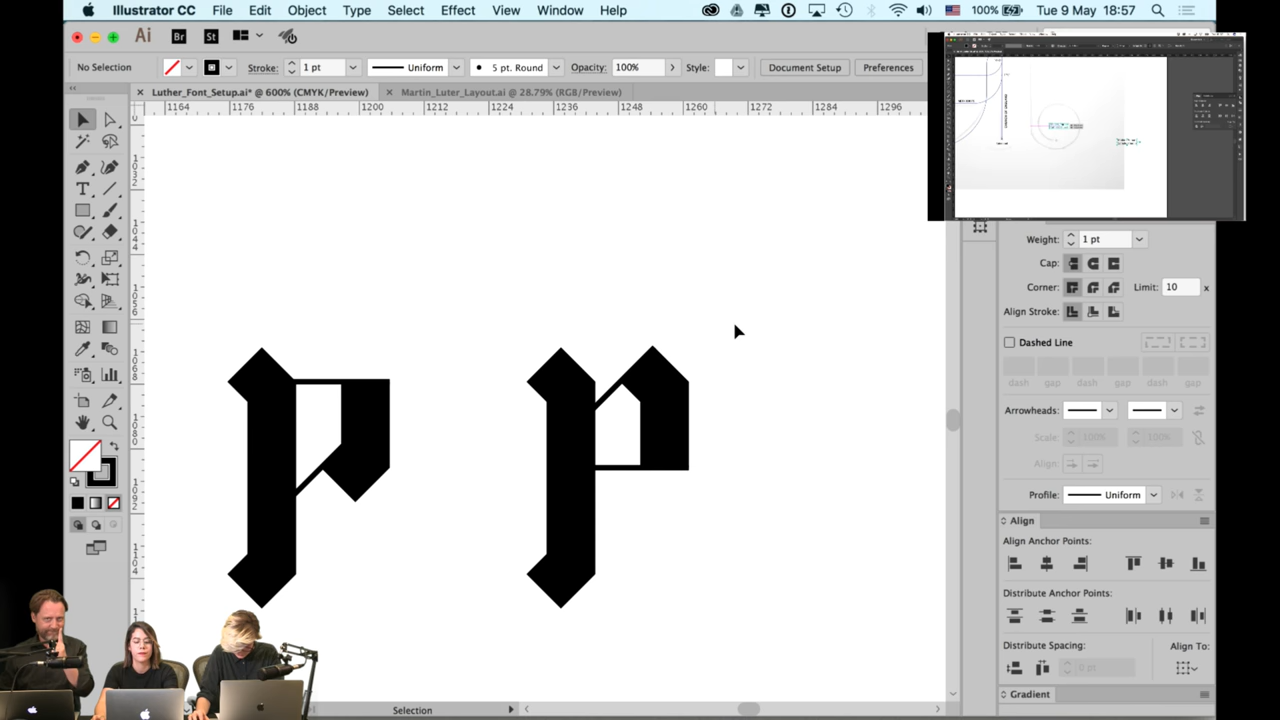 Illustrator CC File Edit Object Type Select Effect View Window Help 100% Tue 9 May 18:57
Ai Br St
No Selection Stroke: 1 pt Uniform 5 pt. Round Opacity: 100% Style: Document Setup Preferences
Luther_Font_Setup.ai* @ 600% (CMYK/Preview) Martin_Luter_Layout.ai @ 28.79% (RGB/Preview)
1164 1176 1188 1200 1212 1224 1236 1248 1260 1272 1284 1296
Weight: 1 pt
Cap:
Corner: Limit: 10 x
Align Stroke:
Dashed Line
dash gap dash gap dash gap
Arrowheads:
Scale: 100% 100%
Align:
Profile: Uniform
Align
Align Anchor Points:
Distribute Anchor Points:
Distribute Spacing: Align To:
0 pt
Gradient
p p
Selection